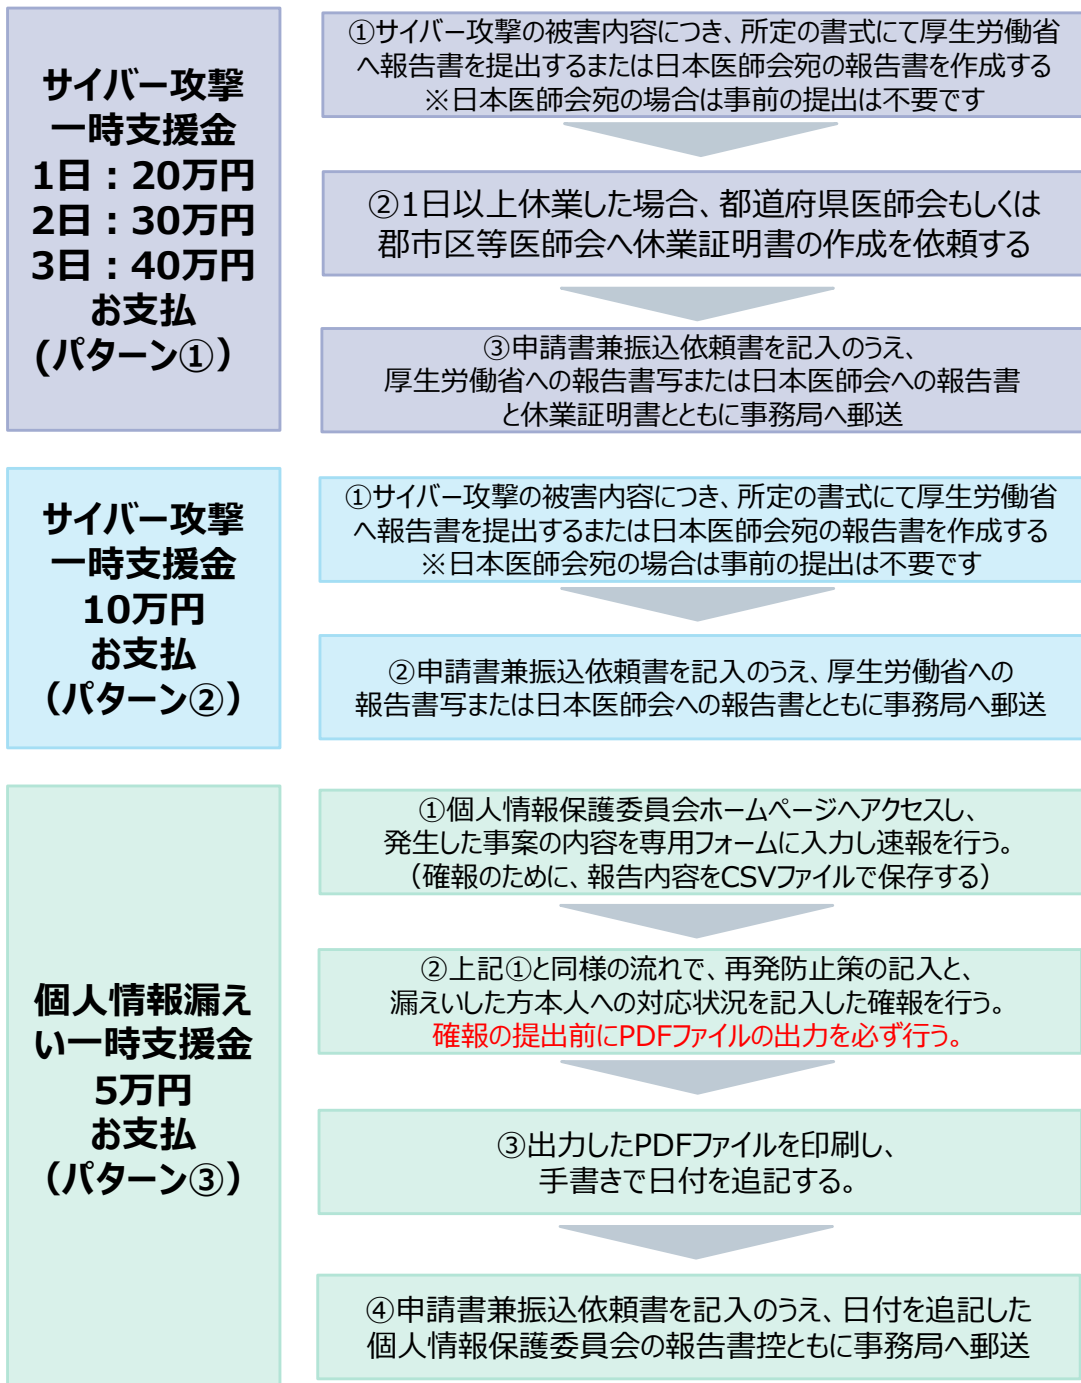 サイバー攻撃
一時支援金
1日：20万円
2日：30万円
3日：40万円
お支払
(パターン①）
①サイバー攻撃の被害内容につき、所定の書式にて厚生労働省
へ報告書を提出するまたは日本医師会宛の報告書を作成する
※日本医師会宛の場合は事前の提出は不要です
②1日以上休業した場合、都道府県医師会もしくは
郡市区等医師会へ休業証明書の作成を依頼する
③申請書兼振込依頼書を記入のうえ、
厚生労働省への報告書写または日本医師会への報告書
と休業証明書とともに事務局へ郵送
サイバー攻撃
一時支援金
10万円
お支払
（パターン②）
①サイバー攻撃の被害内容につき、所定の書式にて厚生労働省
へ報告書を提出するまたは日本医師会宛の報告書を作成する
※日本医師会宛の場合は事前の提出は不要です
②申請書兼振込依頼書を記入のうえ、厚生労働省への
報告書写または日本医師会への報告書とともに事務局へ郵送
個人情報漏え
い一時支援金
5万円
お支払
（パターン③）
①個人情報保護委員会ホームページへアクセスし、
発生した事案の内容を専用フォームに入力し速報を行う。
（確報のために、報告内容をCSVファイルで保存する）
②上記①と同様の流れで、再発防止策の記入と、
漏えいした方本人への対応状況を記入した確報を行う。
確報の提出前にPDFファイルの出力を必ず行う。
③出力したPDFファイルを印刷し、
手書きで日付を追記する。
④申請書兼振込依頼書を記入のうえ、日付を追記した
個人情報保護委員会の報告書控ともに事務局へ郵送